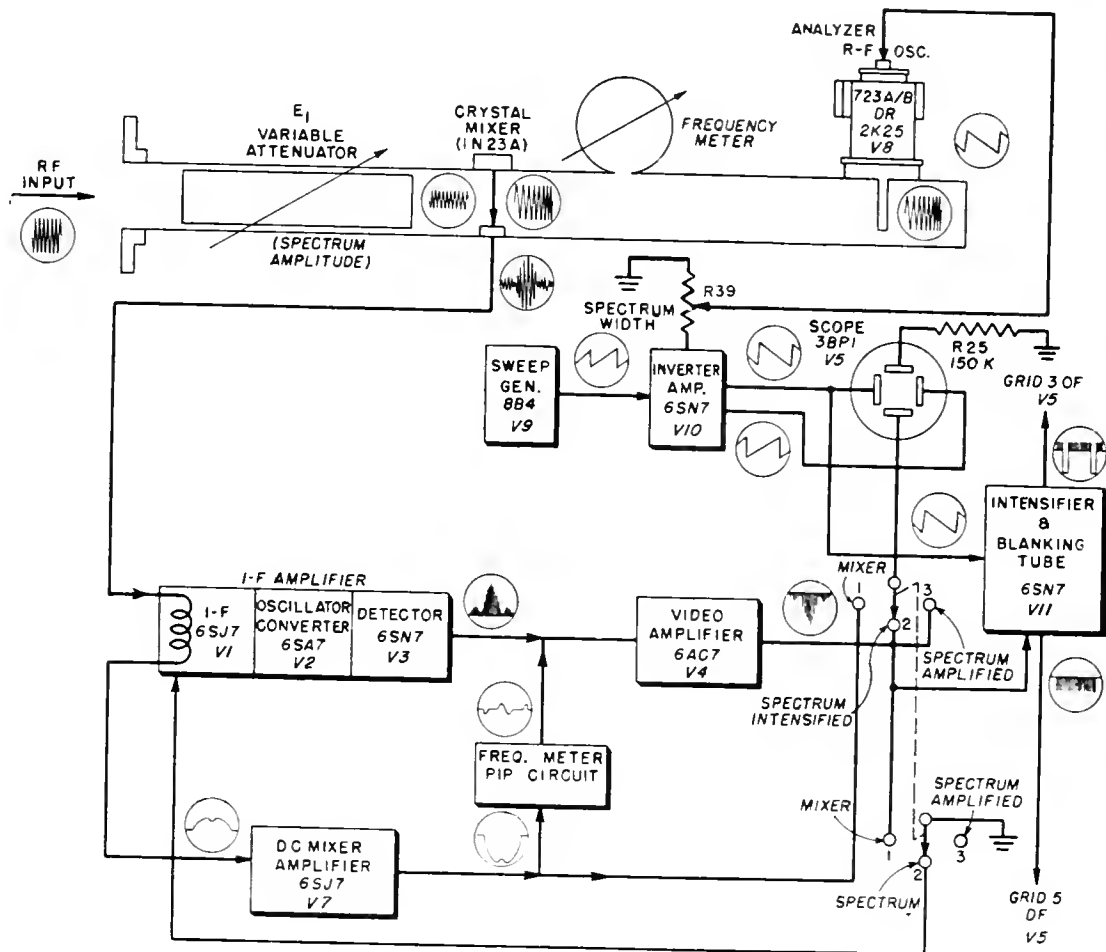 ANALYZER
R-F OSC.
723A/B
OR
2K25
V8
E1
VARIABLE
ATTENUATOR
CRYSTAL
MIXER
(1N23A)
FREQUENCY
METER
RF
INPUT
(SPECTRUM
AMPLITUDE)
R39
SPECTRUM
WIDTH
SCOPE
3BP1
V5
R25
150 K
SWEEP
GEN.
8B4
V9
INVERTER
AMP.
6SN7
V10
GRID 3 OF
V5
INTENSIFIER
&
BLANKING
TUBE
6SN7
V11
I-F AMPLIFIER
I-F
6SJ7
V1
OSCILLATOR
CONVERTER
6SA7
V2
DETECTOR
6SN7
V3
VIDEO
AMPLIFIER
6AC7
V4
MIXER
1
2
3
SPECTRUM
AMPLIFIED
SPECTRUM
INTENSIFIED
FREQ. METER
PIP CIRCUIT
MIXER
1
SPECTRUM
AMPLIFIED
3
2
SPECTRUM
DC MIXER
AMPLIFIER
6SJ7
V7
GRID 5
OF
V5